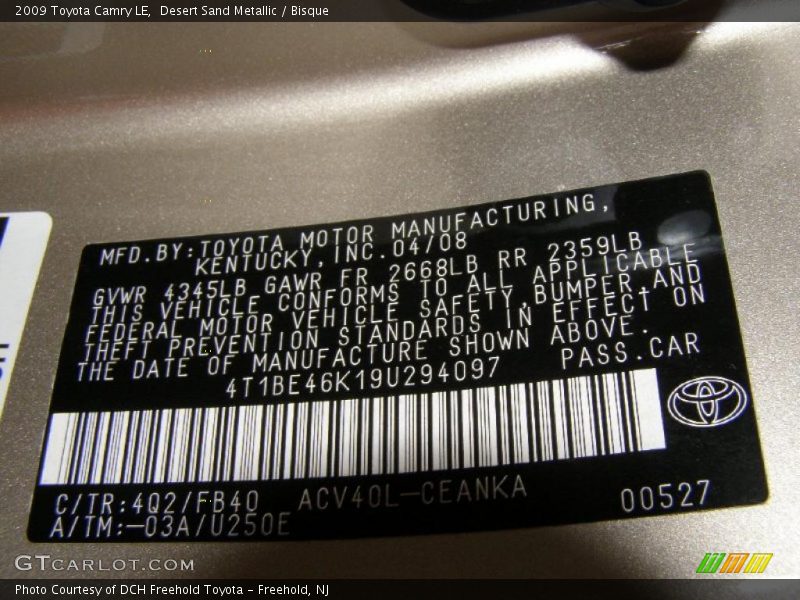 2009 Toyota Camry LE,  Desert Sand Metallic / Bisque
MFD.BY:TOYOTA MOTOR MANUFACTURING,
KENTUCKY,INC.04/08
GVWR 4345LB GAWR FR 2668LB RR 2359LB
THIS VEHICLE CONFORMS TO ALL APPLICABLE
FEDERAL MOTOR VEHICLE SAFETY,BUMPER,AND
THEFT PREVENTION STANDARDS IN EFFECT ON
THE DATE OF MANUFACTURE SHOWN ABOVE.
4T1BE46K19U294097 PASS.CAR
C/TR:4Q2/FB40 ACV40L-CEANKA 00527
A/TM:-03A/U250E
GTCARLOT.COM
Photo Courtesy of DCH Freehold Toyota - Freehold, NJ